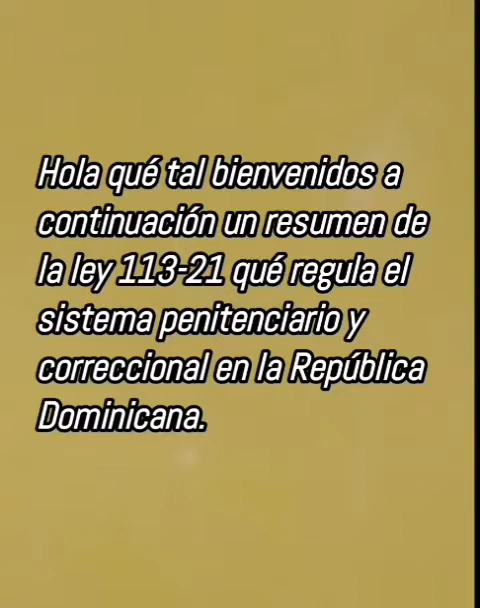 Hola qué tal bienvenidos a
continuación un resumen de
la ley 113-21 qué regula el
sistema penitenciario y
correccional en la República
Dominicana.